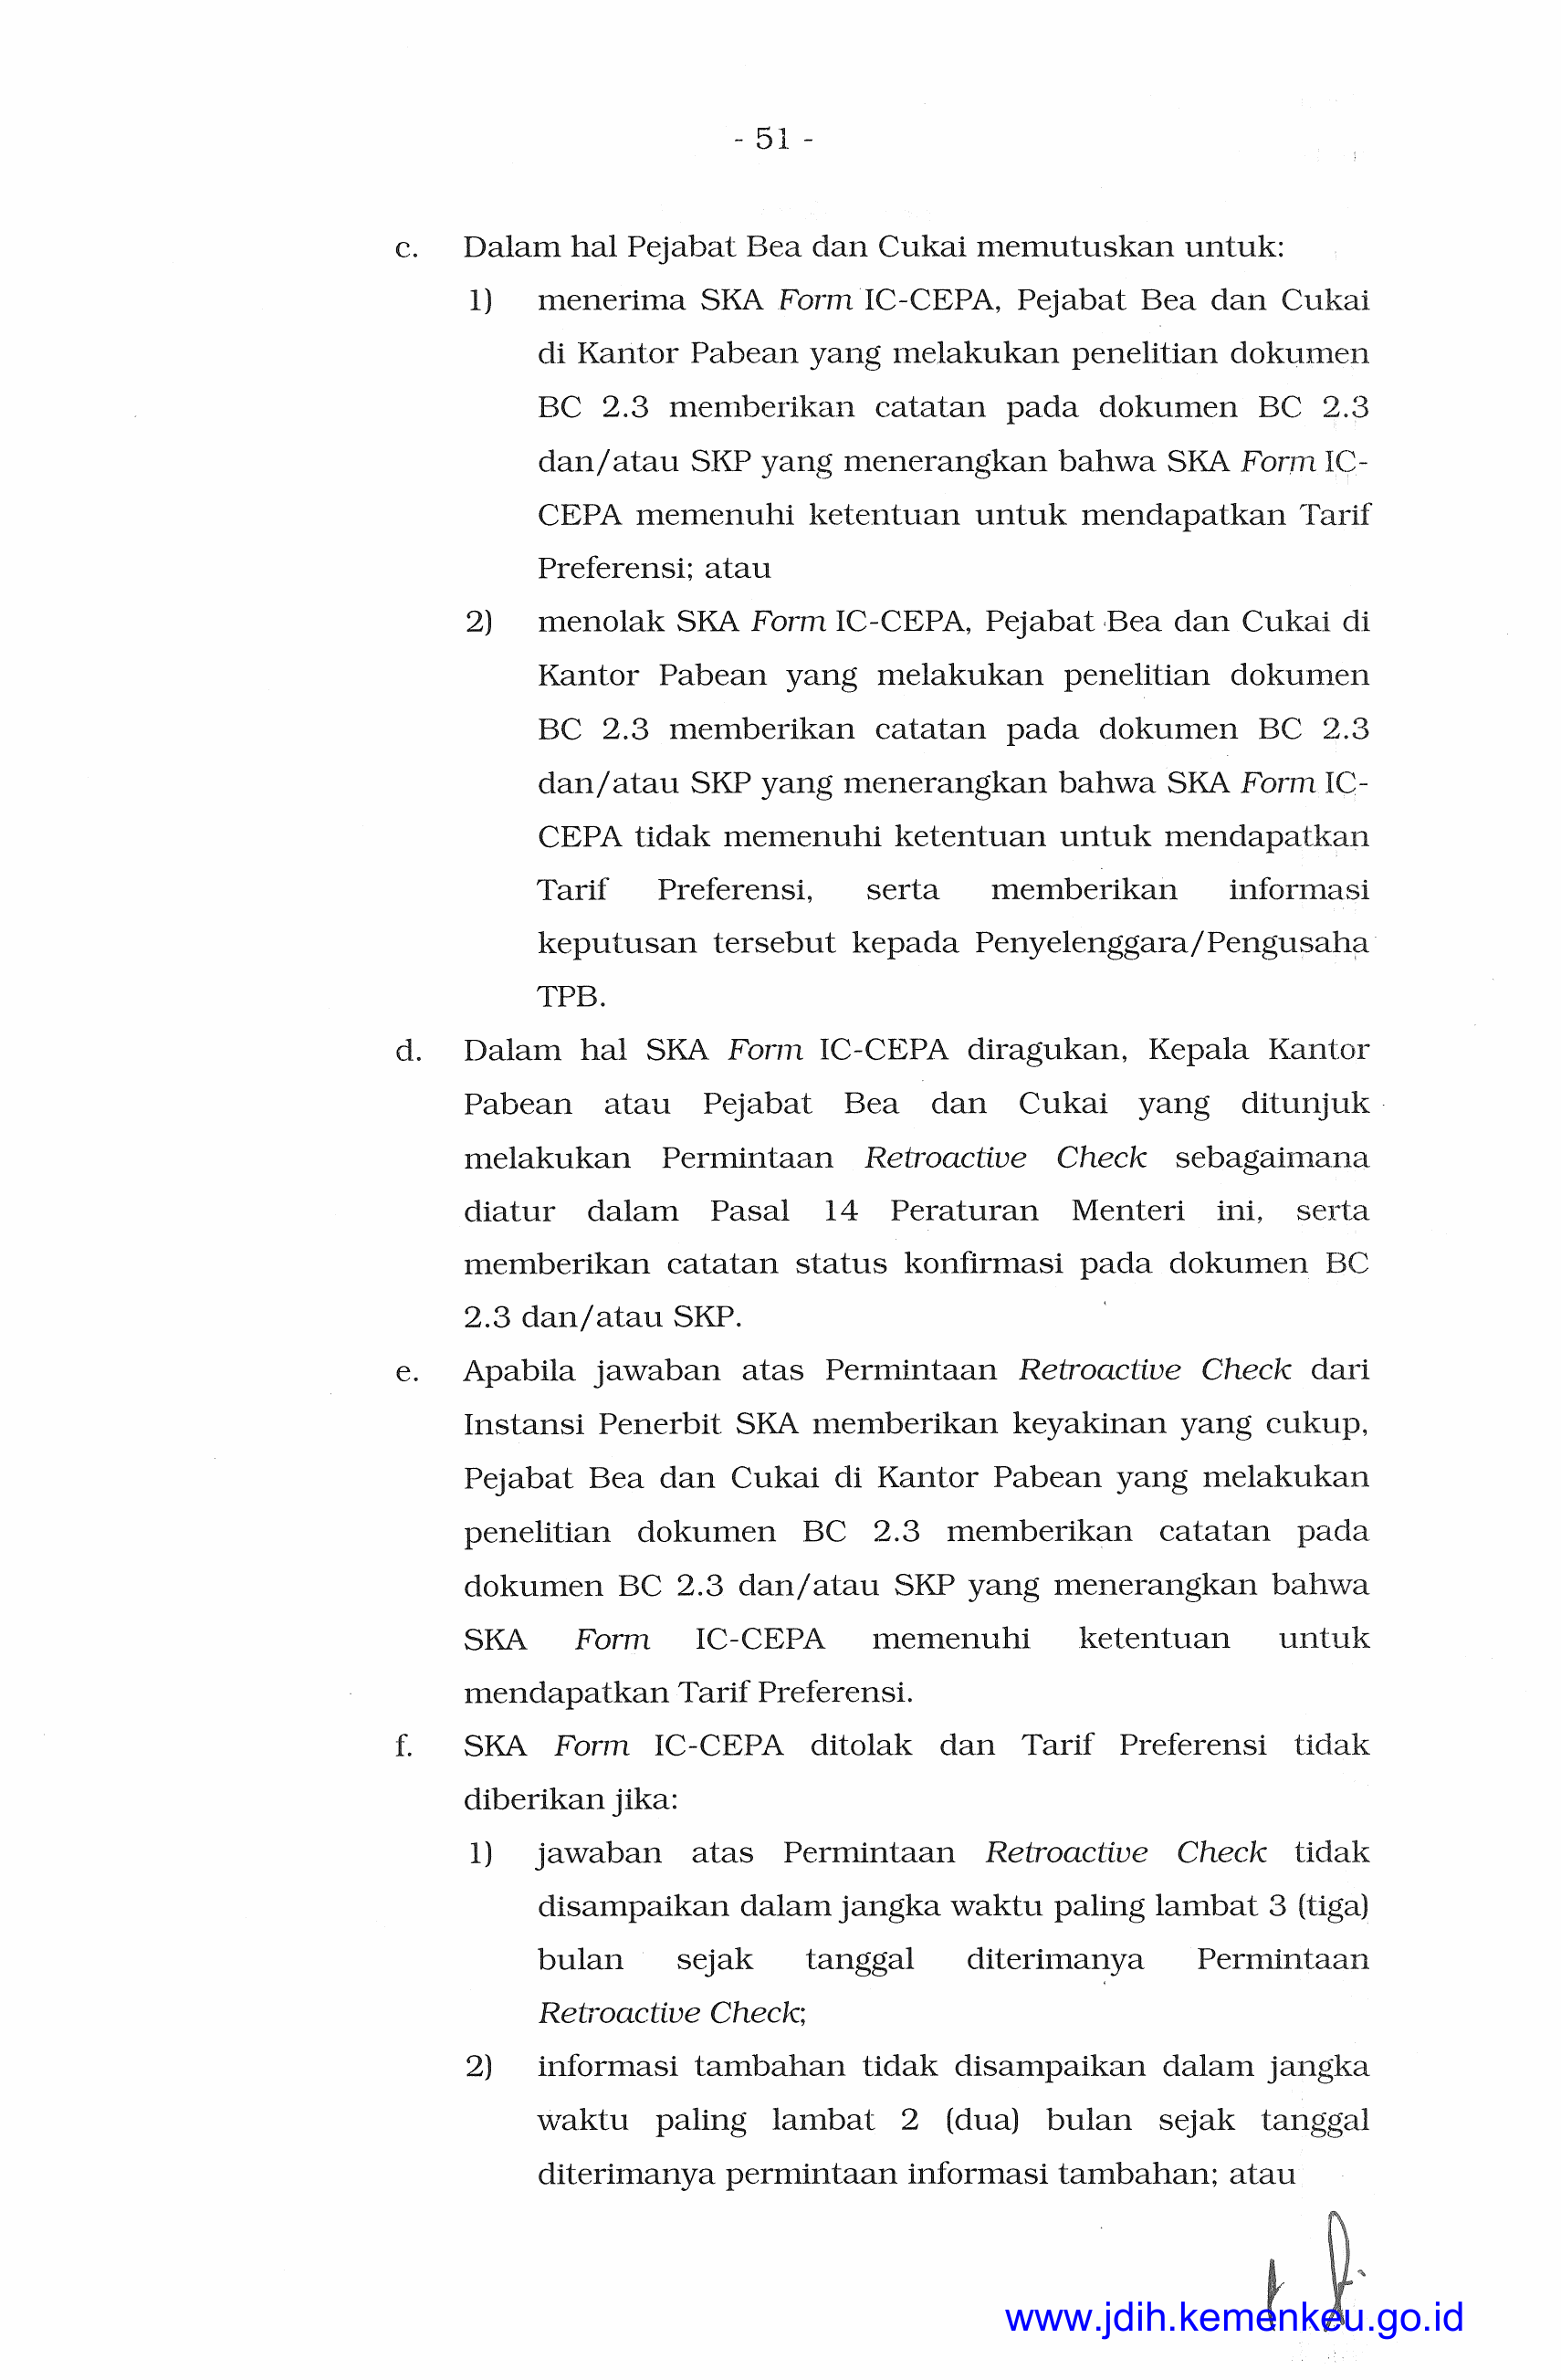 - 51 -
c. Dalam hal Pejabat Bea dan Cukai memutuskan untuk:
1) menerima SKA Form IC-CEPA, Pejabat Bea dan Cukai
di Kantor Pabean yang melakukan penelitian dokumen
BC 2.3 memberikan catatan pada dokumen BC 2.3
dan/atau SKP yang menerangkan bahwa SKA Form IC-
CEPA memenuhi ketentuan untuk mendapatkan Tarif
Preferensi; atau
2) menolak SKA Form IC-CEPA, Pejabat Bea dan Cukai di
Kantor Pabean yang melakukan penelitian dokumen
BC 2.3 memberikan catatan pada dokumen BC 2.3
dan/atau SKP yang menerangkan bahwa SKA Form IC-
CEPA tidak memenuhi ketentuan untuk mendapatkan
Tarif Preferensi, serta memberikan informasi
keputusan tersebut kepada Penyelenggara/Pengusaha
TPB.
d. Dalam hal SKA Form IC-CEPA diragukan, Kepala Kantor
Pabean atau Pejabat Bea dan Cukai yang ditunjuk
melakukan Permintaan Retroactive Check sebagaimana
diatur dalam Pasal 14 Peraturan Menteri ini, serta
memberikan catatan status konfirmasi pada dokumen BC
2.3 dan/atau SKP.
e. Apabila jawaban atas Permintaan Retroactive Check dari
Instansi Penerbit SKA memberikan keyakinan yang cukup,
Pejabat Bea dan Cukai di Kantor Pabean yang melakukan
penelitian dokumen BC 2.3 memberikan catatan pada
dokumen BC 2.3 dan/atau SKP yang menerangkan bahwa
SKA Form IC-CEPA memenuhi ketentuan untuk
mendapatkan Tarif Preferensi.
f. SKA Form IC-CEPA ditolak dan Tarif Preferensi tidak
diberikan jika:
1) jawaban atas Permintaan Retroactive Check tidak
disampaikan dalam jangka waktu paling lambat 3 (tiga)
bulan sejak tanggal diterimanya Permintaan
Retroactive Check;
2) informasi tambahan tidak disampaikan dalam jangka
waktu paling lambat 2 (dua) bulan sejak tanggal
diterimanya permintaan informasi tambahan; atau
www.jdih.kemenkeu.go.id